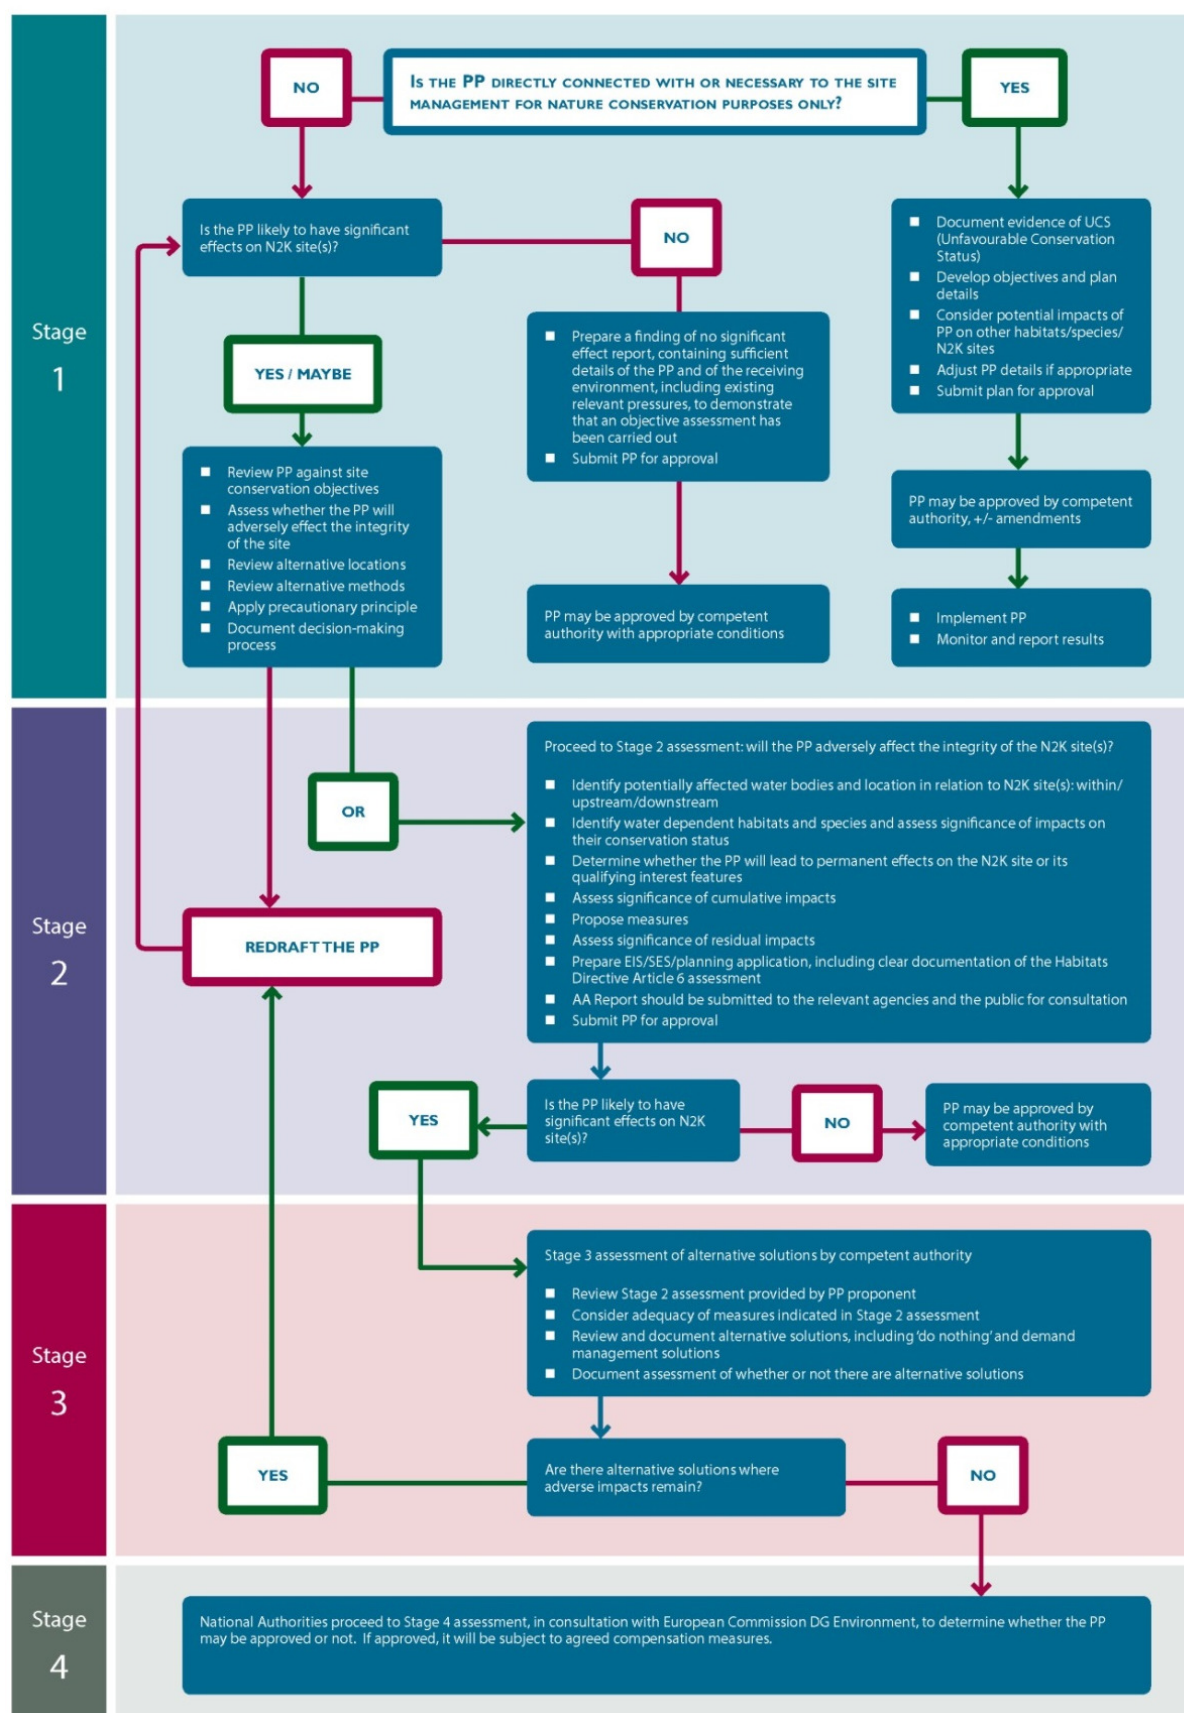 Stage
1
NO
IS THE PP DIRECTLY CONNECTED WITH OR NECESSARY TO THE SITE
MANAGEMENT FOR NATURE CONSERVATION PURPOSES ONLY?
YES
Is the PP likely to have significant
effects on N2K site(s)?
NO
■ Document evidence of UCS
(Unfavourable Conservation
Status)
■ Develop objectives and plan
details
■ Consider potential impacts of
PP on other habitats/species/
N2K sites
■ Adjust PP details if appropriate
■ Submit plan for approval
YES / MAYBE
■ Prepare a finding of no significant
effect report, containing sufficient
details of the PP and of the receiving
environment, including existing
relevant pressures, to demonstrate
that an objective assessment has
been carried out
■ Submit PP for approval
■ Review PP against site
conservation objectives
■ Assess whether the PP will
adversely effect the integrity
of the site
■ Review alternative locations
■ Review alternative methods
■ Apply precautionary principle
■ Document decision-making
process
PP may be approved by competent
authority, +/- amendments
PP may be approved by competent
authority with appropriate conditions
■ Implement PP
■ Monitor and report results
Stage
2
OR
Proceed to Stage 2 assessment: will the PP adversely affect the integrity of the N2K site(s)?
■ Identify potentially affected water bodies and location in relation to N2K site(s): within/
upstream/downstream
■ Identify water dependent habitats and species and assess significance of impacts on
their conservation status
■ Determine whether the PP will lead to permanent effects on the N2K site or its
qualifying interest features
■ Assess significance of cumulative impacts
■ Propose measures
■ Assess significance of residual impacts
■ Prepare EIS/SES/planning application, including clear documentation of the Habitats
Directive Article 6 assessment
■ AA Report should be submitted to the relevant agencies and the public for consultation
■ Submit PP for approval
REDRAFT THE PP
YES
Is the PP likely to have
significant effects on N2K
site(s)?
NO
PP may be approved by
competent authority with
appropriate conditions
Stage
3
Stage 3 assessment of alternative solutions by competent authority
■ Review Stage 2 assessment provided by PP proponent
■ Consider adequacy of measures indicated in Stage 2 assessment
■ Review and document alternative solutions, including ‘do nothing’ and demand
management solutions
■ Document assessment of whether or not there are alternative solutions
YES
Are there alternative solutions where
adverse impacts remain?
NO
Stage
4
National Authorities proceed to Stage 4 assessment, in consultation with European Commission DG Environment, to determine whether the PP
may be approved or not. If approved, it will be subject to agreed compensation measures.